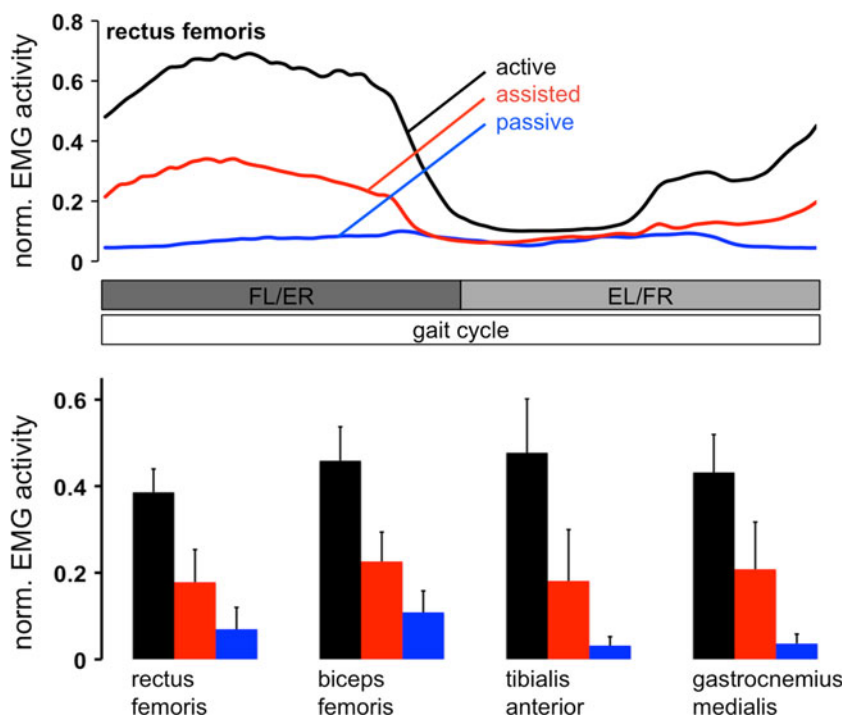 0.8
rectus femoris
active
assisted
passive
0.6
0.4
0.2
0
norm. EMG activity
FL/ER
EL/FR
gait cycle
0.6
0.4
0.2
0
norm. EMG activity
rectus
femoris
biceps
femoris
tibialis
anterior
gastrocnemius
medialis